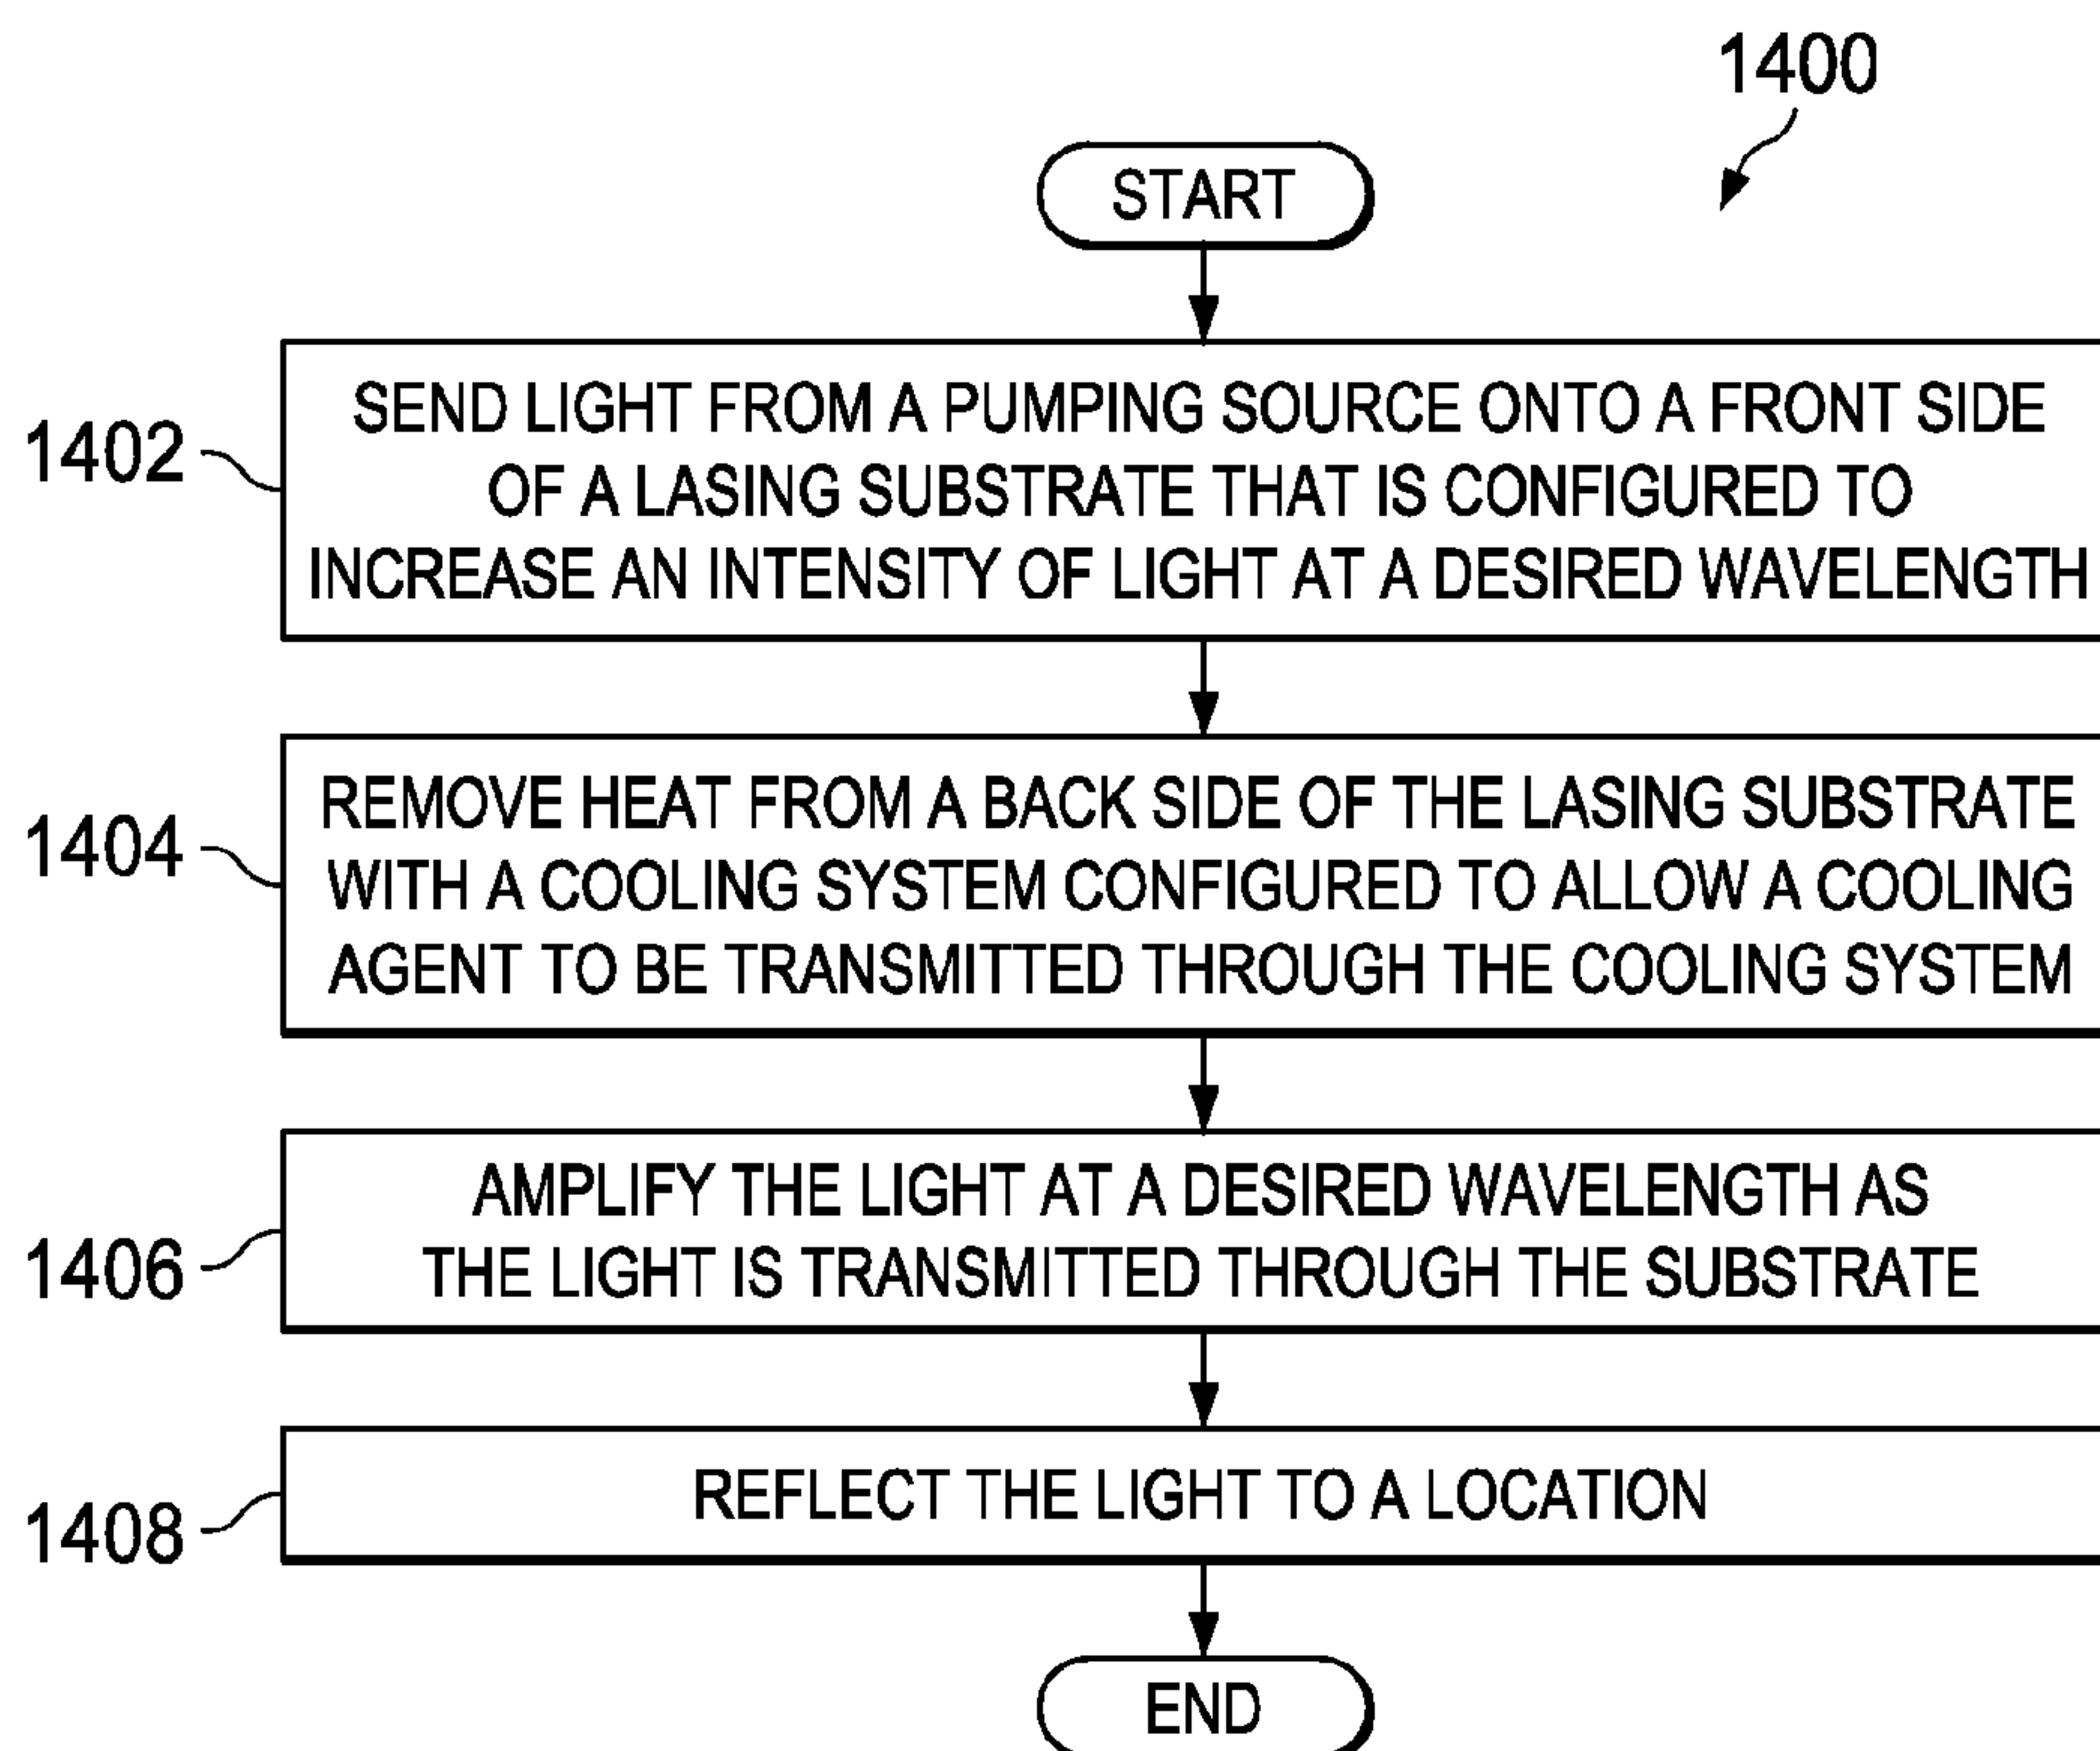 1400
START
1402
SEND LIGHT FROM A PUMPING SOURCE ONTO A FRONT SIDE
OF A LASING SUBSTRATE THAT IS CONFIGURED TO
INCREASE AN INTENSITY OF LIGHT AT A DESIRED WAVELENGTH
1404
REMOVE HEAT FROM A BACK SIDE OF THE LASING SUBSTRATE
WITH A COOLING SYSTEM CONFIGURED TO ALLOW A COOLING
AGENT TO BE TRANSMITTED THROUGH THE COOLING SYSTEM
1406
AMPLIFY THE LIGHT AT A DESIRED WAVELENGTH AS
THE LIGHT IS TRANSMITTED THROUGH THE SUBSTRATE
1408
REFLECT THE LIGHT TO A LOCATION
END